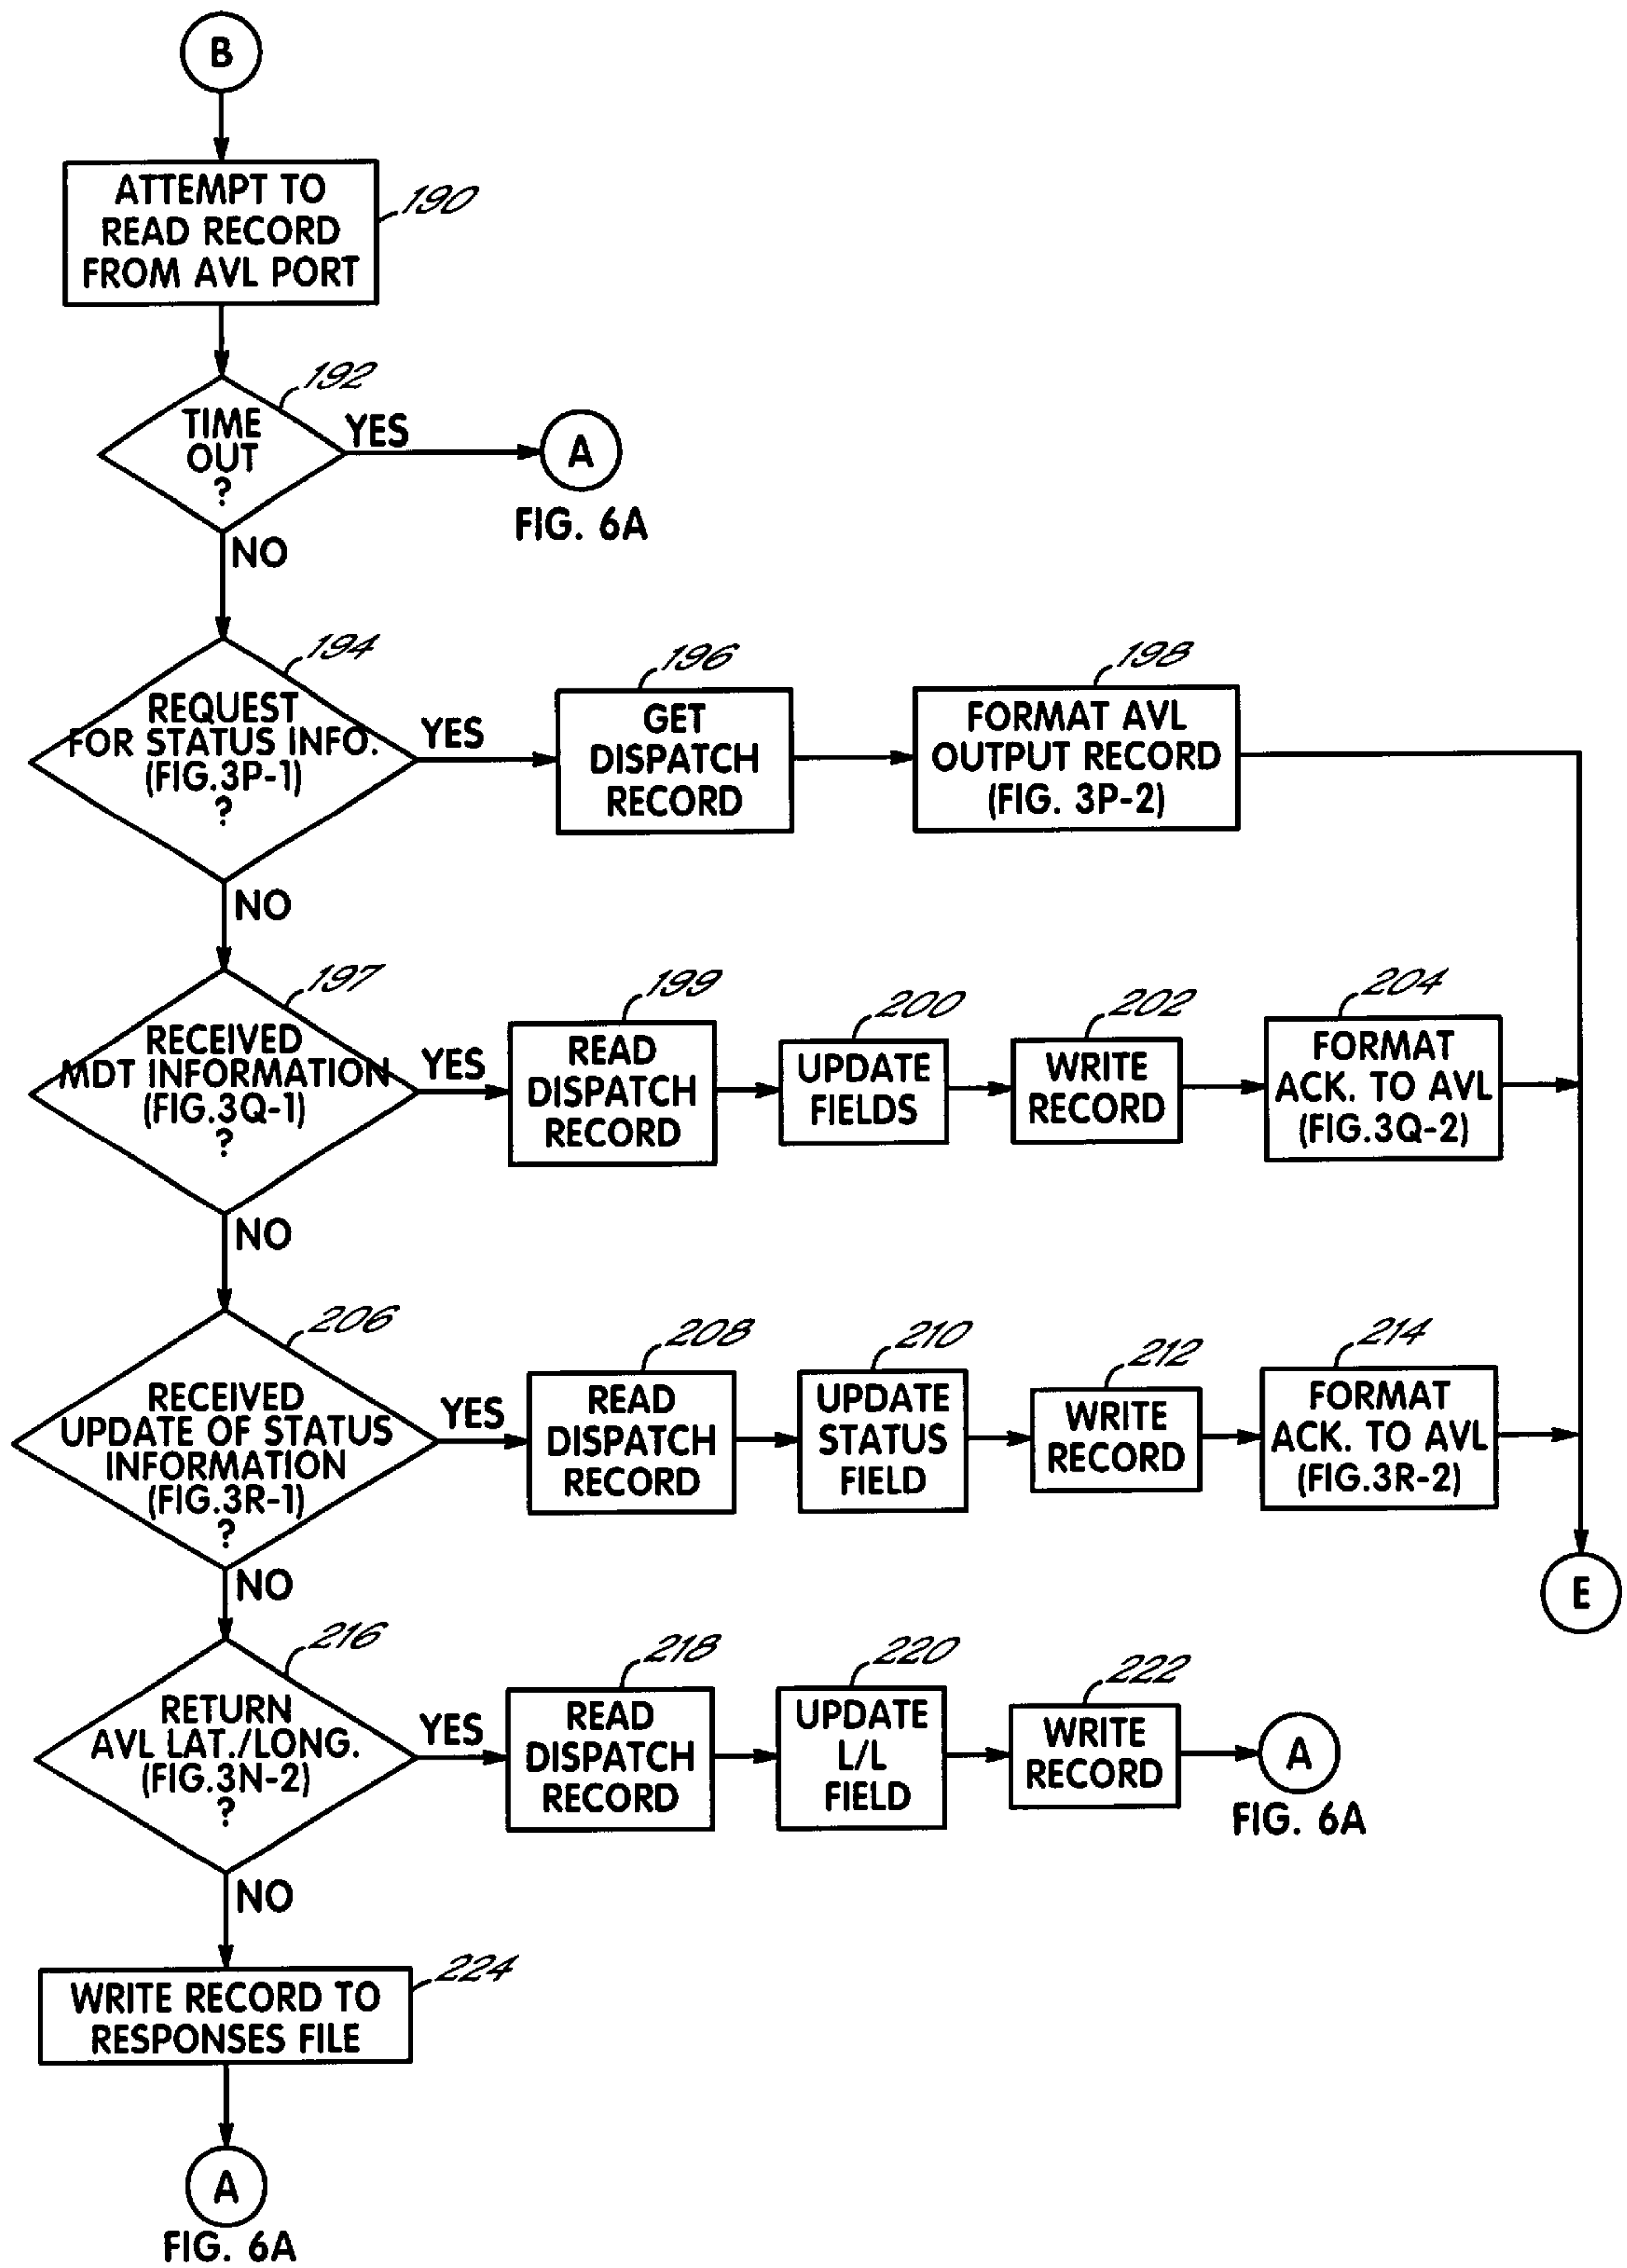 B
ATTEMPT TO
READ RECORD
FROM AVL PORT
190
TIME
OUT
?
192
YES
A
FIG. 6A
NO
REQUEST
FOR STATUS INFO.
(FIG.3P-1)
?
194
YES
GET
DISPATCH
RECORD
196
FORMAT AVL
OUTPUT RECORD
(FIG. 3P-2)
198
NO
RECEIVED
MDT INFORMATION
(FIG.3Q-1)
?
197
YES
READ
DISPATCH
RECORD
199
UPDATE
FIELDS
200
WRITE
RECORD
202
FORMAT
ACK. TO AVL
(FIG.3Q-2)
204
NO
RECEIVED
UPDATE OF STATUS
INFORMATION
(FIG.3R-1)
?
206
YES
READ
DISPATCH
RECORD
208
UPDATE
STATUS
FIELD
210
WRITE
RECORD
212
FORMAT
ACK. TO AVL
(FIG.3R-2)
214
E
NO
RETURN
AVL LAT./LONG.
(FIG.3N-2)
?
216
YES
READ
DISPATCH
RECORD
218
UPDATE
L/L
FIELD
220
WRITE
RECORD
222
A
FIG. 6A
NO
WRITE RECORD TO
RESPONSES FILE
224
A
FIG. 6A